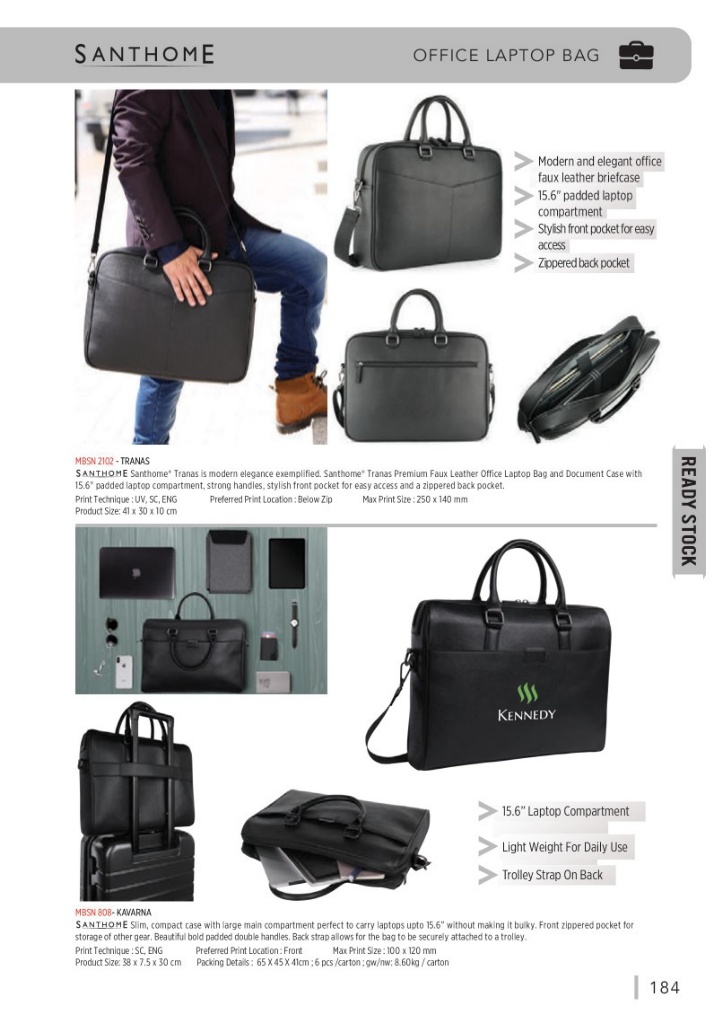 SANTHOME
OFFICE LAPTOP BAG
Modern and elegant office
faux leather briefcase
15.6" padded laptop
compartment
Stylish front pocket for easy
access
Zippered back pocket
MBSN 2102 - TRANAS
SANTHOME Santhome® Tranas is modern elegance exemplified. Santhome® Tranas Premium Faux Leather Office Laptop Bag and Document Case with
15.6" padded laptop compartment, strong handles, stylish front pocket for easy access and a zippered back pocket.
Print Technique : UV, SC, ENG Preferred Print Location : Below Zip Max Print Size : 250 x 140 mm
Product Size: 41 x 30 x 10 cm
READY STOCK
KENNEDY
15.6” Laptop Compartment
Light Weight For Daily Use
Trolley Strap On Back
MBSN 808- KAVARNA
SANTHOME Slim, compact case with large main compartment perfect to carry laptops upto 15.6” without making it bulky. Front zippered pocket for
storage of other gear. Beautiful bold padded double handles. Back strap allows for the bag to be securely attached to a trolley.
Print Technique : SC, ENG Preferred Print Location : Front Max Print Size : 100 x 120 mm
Product Size: 38 x 7.5 x 30 cm Packing Details : 65 X 45 X 41cm ; 6 pcs /carton ; gw/nw: 8.60kg / carton
184